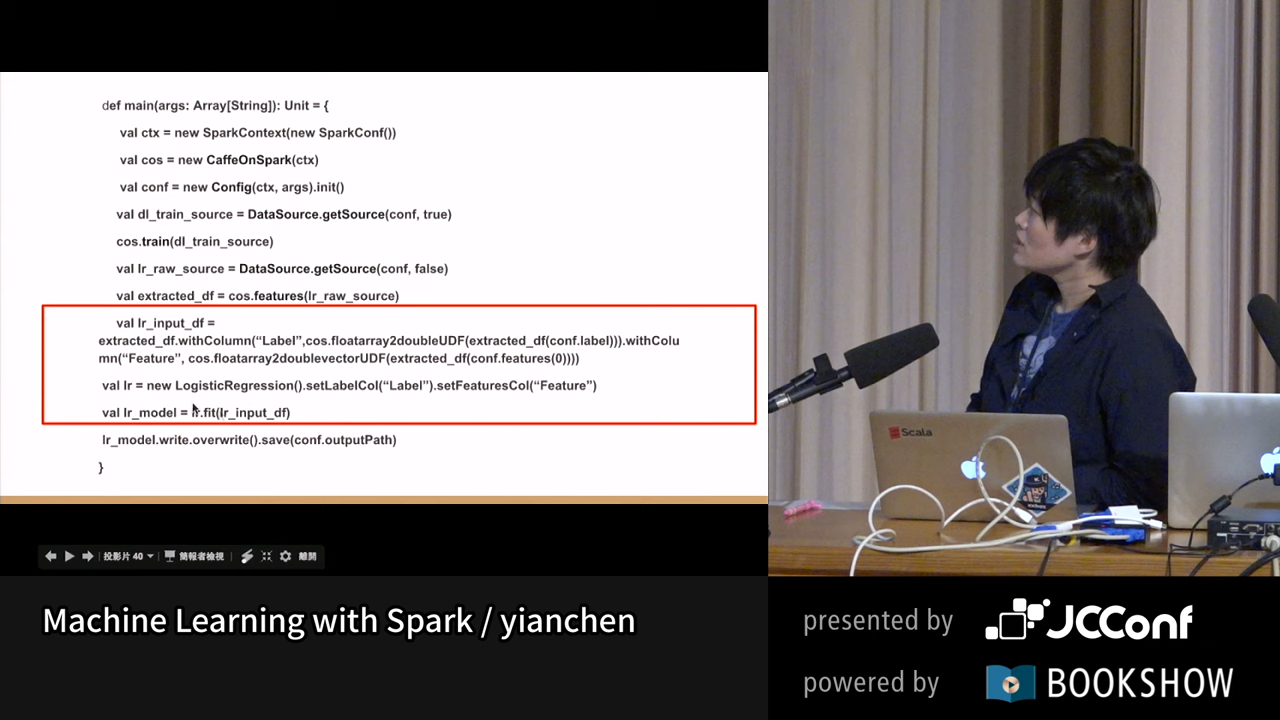 def main(args: Array[String]): Unit = {
val ctx = new SparkContext(new SparkConf())
val cos = new CaffeOnSpark(ctx)
val conf = new Config(ctx, args).init()
val dl_train_source = DataSource.getSource(conf, true)
cos.train(dl_train_source)
val lr_raw_source = DataSource.getSource(conf, false)
val extracted_df = cos.features(lr_raw_source)
val lr_input_df =
extracted_df.withColumn(“Label”,cos.floatarray2doubleUDF(extracted_df(conf.label))).withColu
mn(“Feature”, cos.floatarray2doublevectorUDF(extracted_df(conf.features(0))))
val lr = new LogisticRegression().setLabelCol(“Label”).setFeaturesCol(“Feature”)
val lr_model = lr.fit(lr_input_df)
lr_model.write.overwrite().save(conf.outputPath)
}
投影片 40
簡報者檢視
離開
Scala
Machine Learning with Spark / yianchen
presented by JCConf
powered by BOOKSHOW